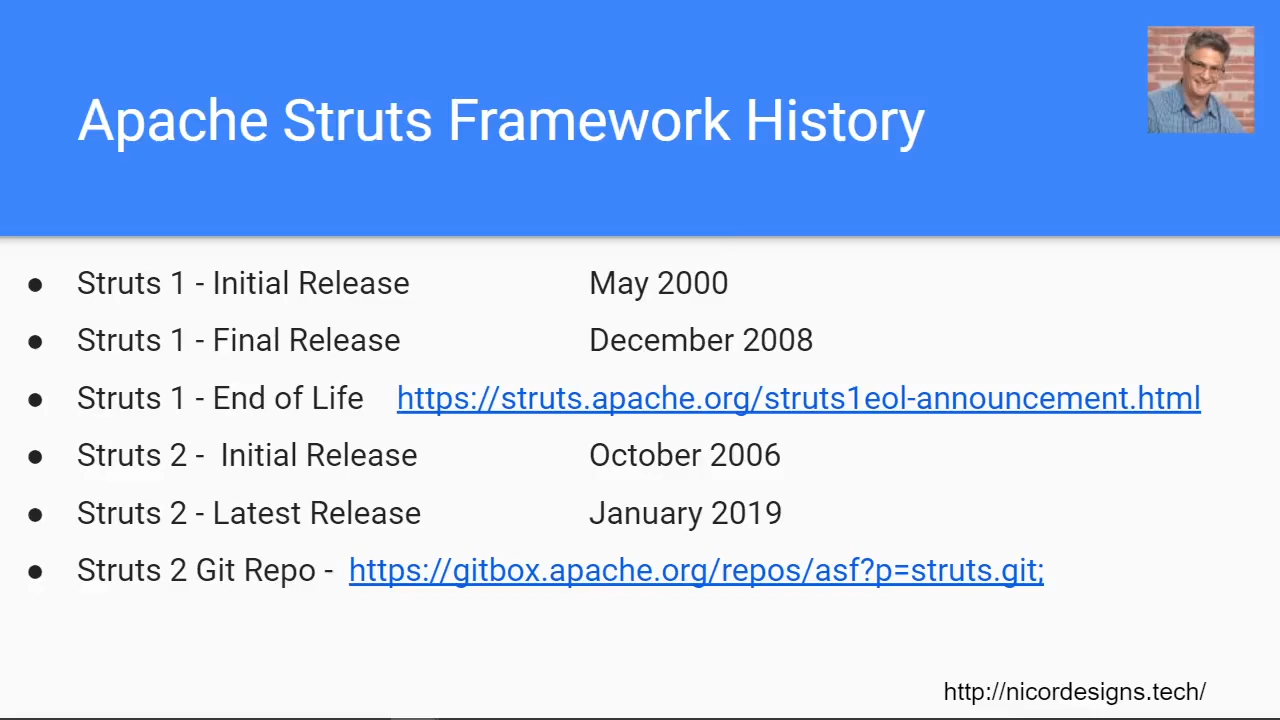 Apache Struts Framework History
● Struts 1 - Initial Release May 2000
● Struts 1 - Final Release December 2008
● Struts 1 - End of Life https://struts.apache.org/struts1eol-announcement.html
● Struts 2 - Initial Release October 2006
● Struts 2 - Latest Release January 2019
● Struts 2 Git Repo - https://gitbox.apache.org/repos/asf?p=struts.git;
http://nicordesigns.tech/